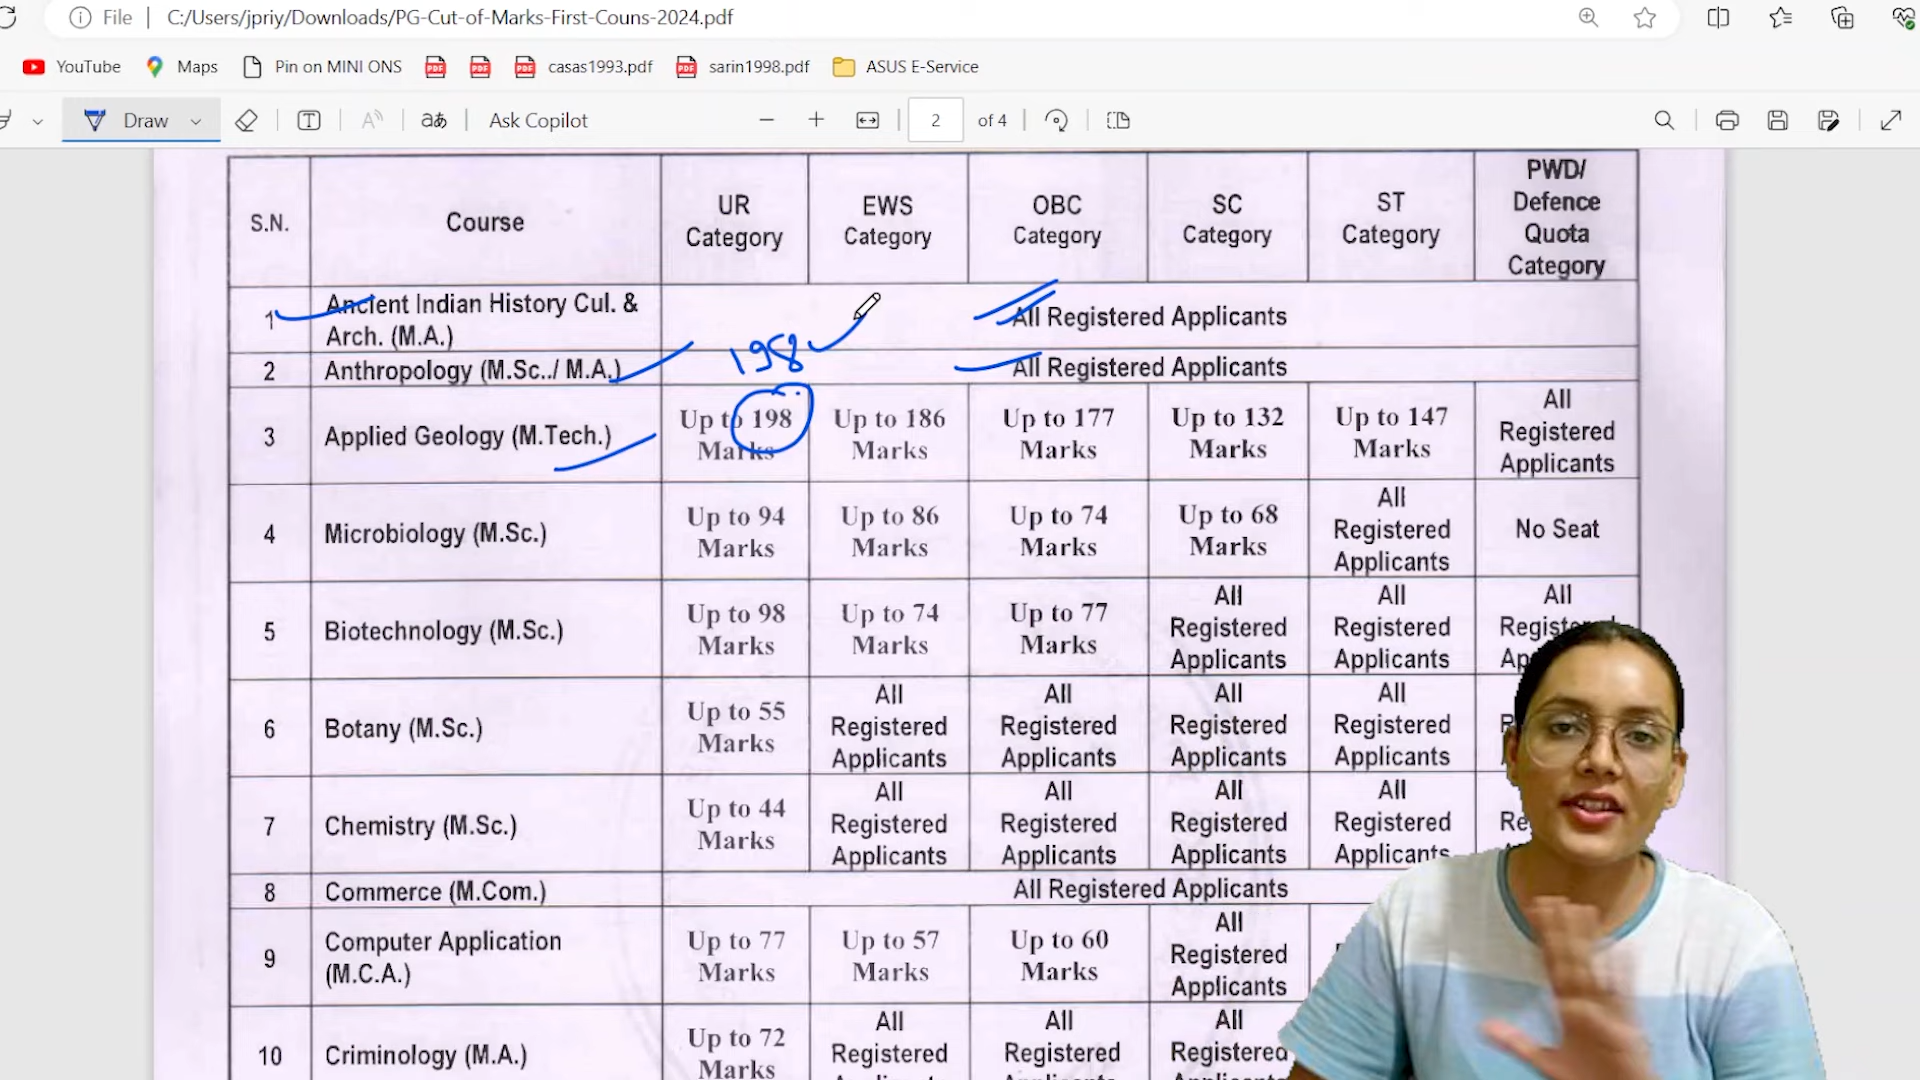 File C:/Users/jpriy/Downloads/PG-Cut-of-Marks-First-Couns-2024.pdf
YouTube Maps Pin on MINI ONS PDF PDF PDF casas1993.pdf PDF sarin1998.pdf ASUS E-Service
Draw T aあ Ask Copilot 2 of 4
S.N. Course UR Category EWS Category OBC Category SC Category ST Category PWD/ Defence Quota Category
1 Ancient Indian History Cul. & Arch. (M.A.) All Registered Applicants
198
2 Anthropology (M.Sc../ M.A.) All Registered Applicants
3 Applied Geology (M.Tech.) Up to 198 Marks Up to 186 Marks Up to 177 Marks Up to 132 Marks Up to 147 Marks All Registered Applicants
4 Microbiology (M.Sc.) Up to 94 Marks Up to 86 Marks Up to 74 Marks Up to 68 Marks All Registered Applicants No Seat
5 Biotechnology (M.Sc.) Up to 98 Marks Up to 74 Marks Up to 77 Marks All Registered Applicants All Registered Applicants All
6 Botany (M.Sc.) Up to 55 Marks All Registered Applicants All Registered Applicants All Registered Applicants All Registered Applicants
7 Chemistry (M.Sc.) Up to 44 Marks All Registered Applicants All Registered Applicants All Registered Applicants All Registered Applicants
8 Commerce (M.Com.) All Registered Applicants
9 Computer Application (M.C.A.) Up to 77 Marks Up to 57 Marks Up to 60 Marks All Registered Applicants
10 Criminology (M.A.) Up to 72 Marks All Registered All Registered All Registered